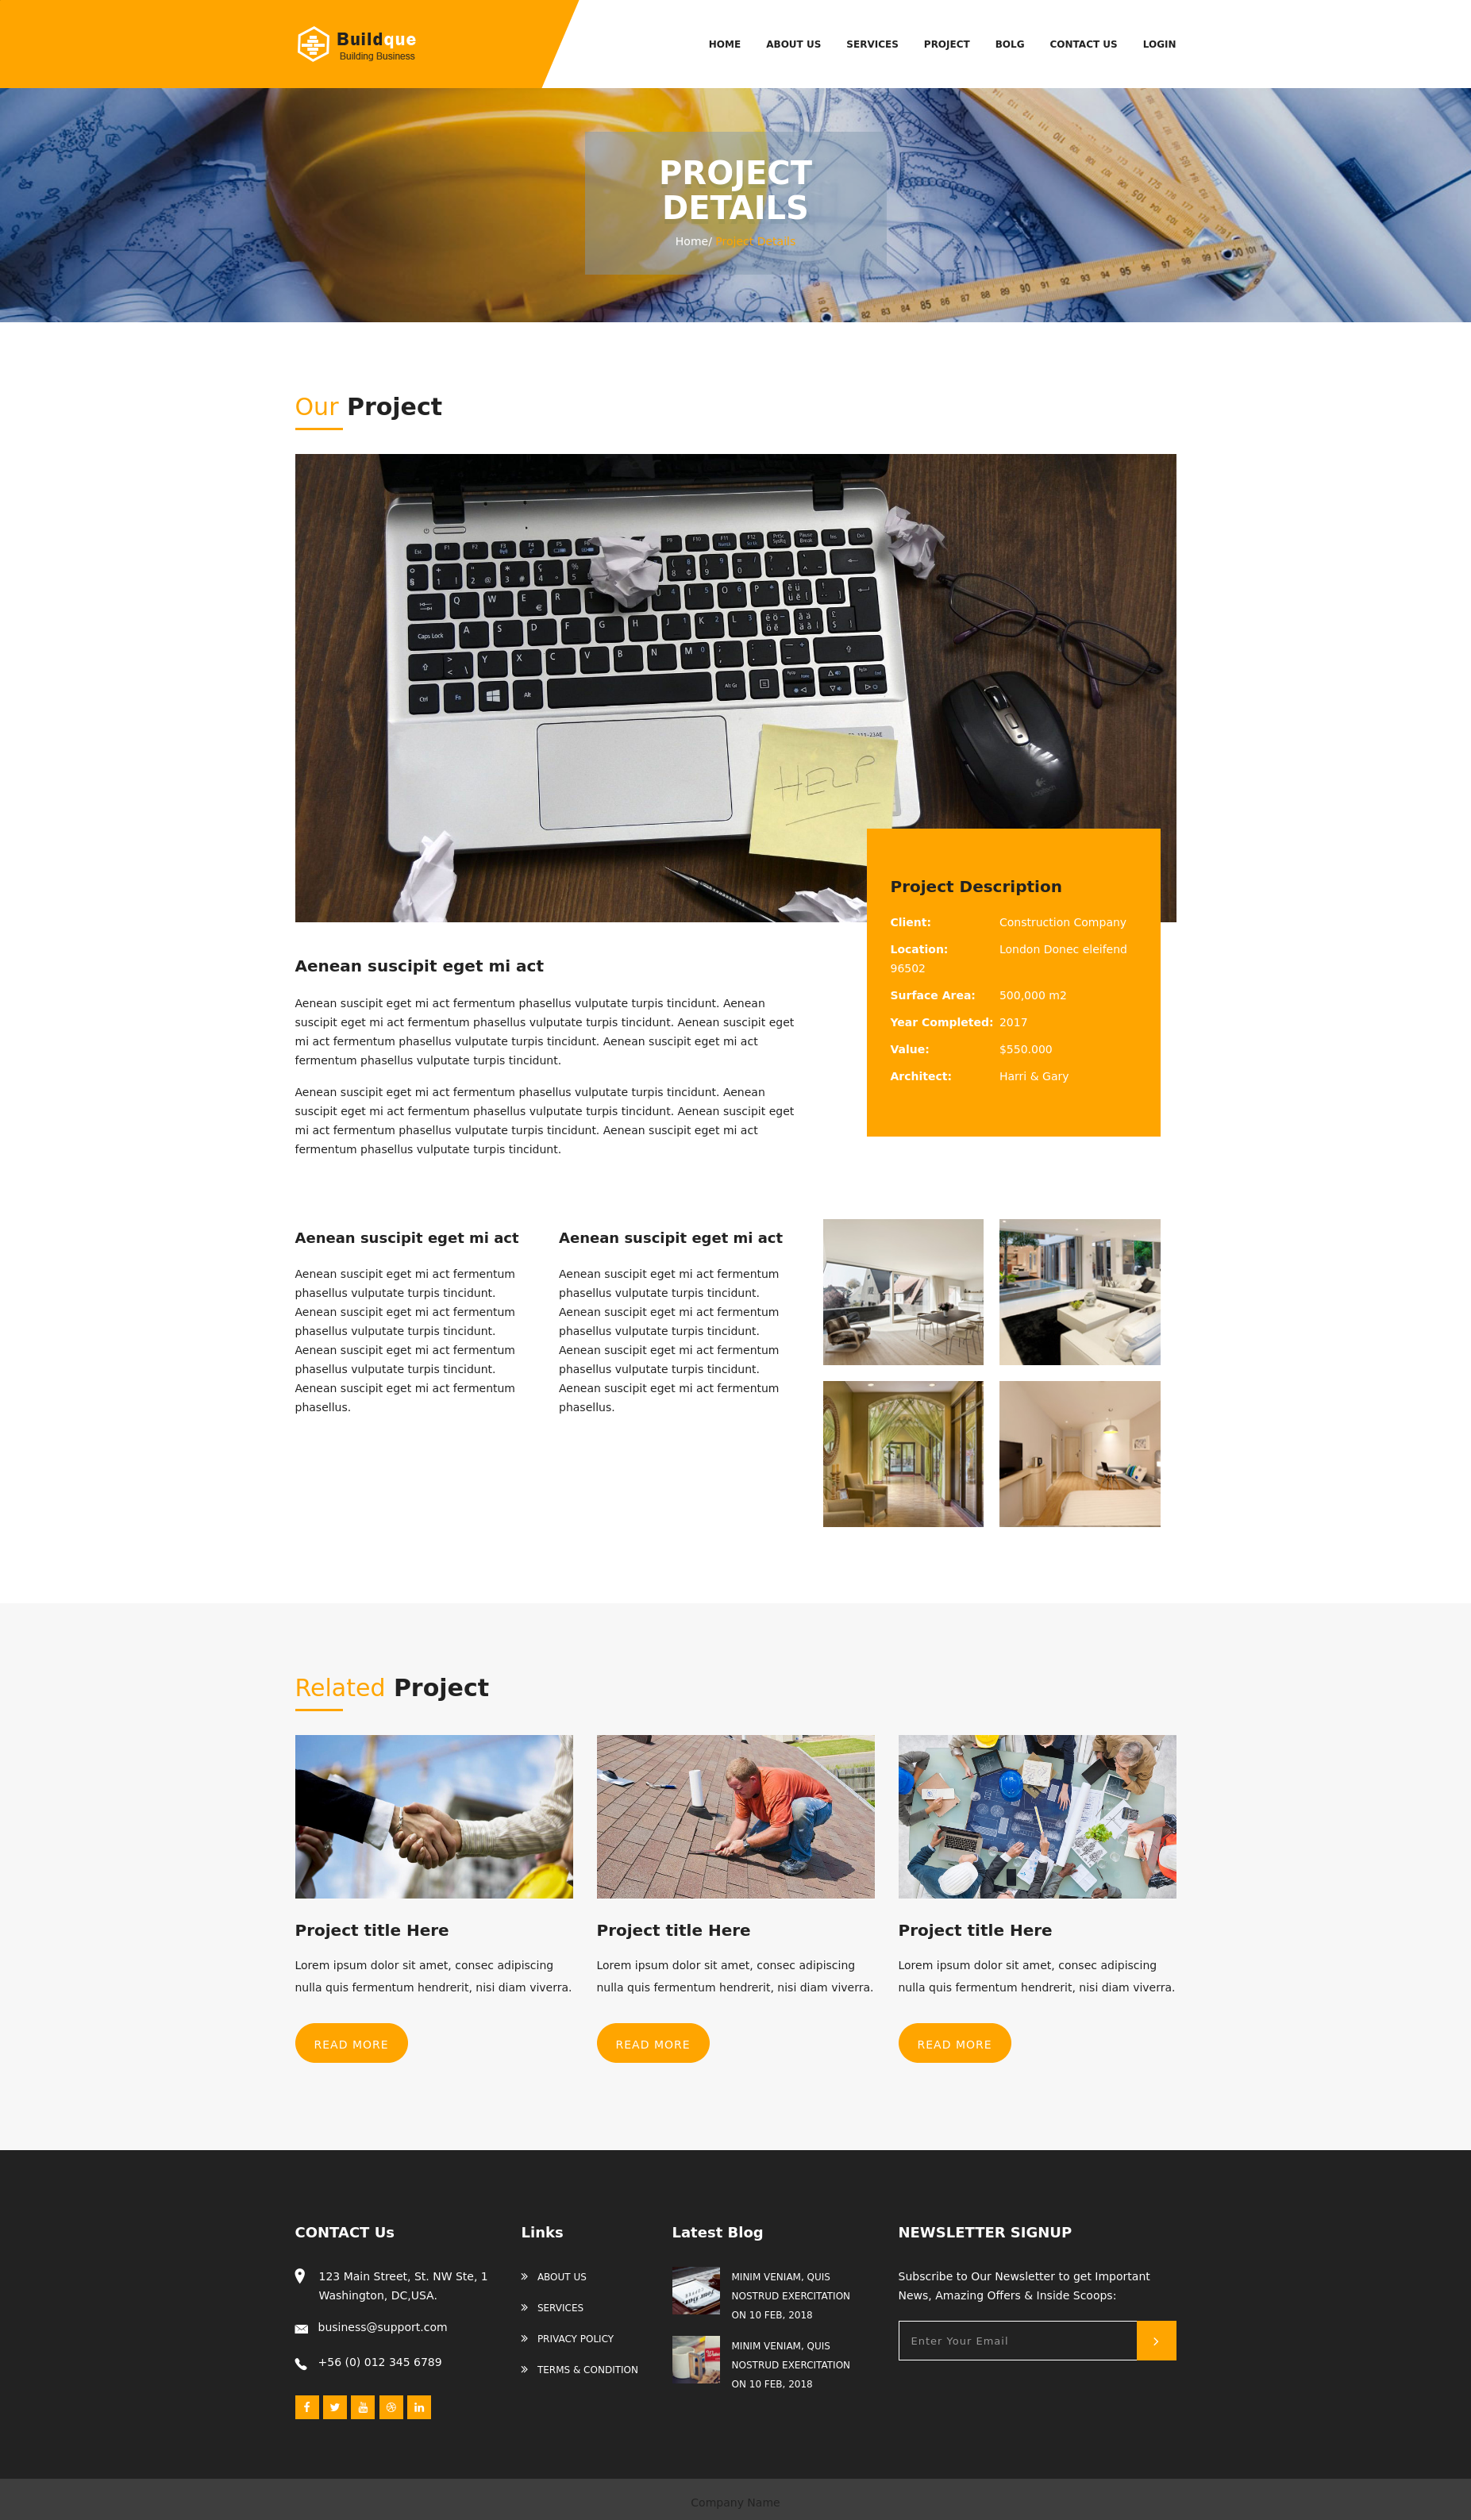 Buildque
Building Business
HOME ABOUT US SERVICES PROJECT BOLG CONTACT US LOGIN
PROJECT
DETAILS
Home/ Project Details
Our Project
HELP
Project Description
Client: Construction Company
Location: London Donec eleifend
96502
Surface Area: 500,000 m2
Year Completed: 2017
Value: $550.000
Architect: Harri & Gary
Aenean suscipit eget mi act
Aenean suscipit eget mi act fermentum phasellus vulputate turpis tincidunt. Aenean
suscipit eget mi act fermentum phasellus vulputate turpis tincidunt. Aenean suscipit eget
mi act fermentum phasellus vulputate turpis tincidunt. Aenean suscipit eget mi act
fermentum phasellus vulputate turpis tincidunt.
Aenean suscipit eget mi act fermentum phasellus vulputate turpis tincidunt. Aenean
suscipit eget mi act fermentum phasellus vulputate turpis tincidunt. Aenean suscipit eget
mi act fermentum phasellus vulputate turpis tincidunt. Aenean suscipit eget mi act
fermentum phasellus vulputate turpis tincidunt.
Aenean suscipit eget mi act
Aenean suscipit eget mi act fermentum
phasellus vulputate turpis tincidunt.
Aenean suscipit eget mi act fermentum
phasellus vulputate turpis tincidunt.
Aenean suscipit eget mi act fermentum
phasellus vulputate turpis tincidunt.
Aenean suscipit eget mi act fermentum
phasellus.
Aenean suscipit eget mi act
Aenean suscipit eget mi act fermentum
phasellus vulputate turpis tincidunt.
Aenean suscipit eget mi act fermentum
phasellus vulputate turpis tincidunt.
Aenean suscipit eget mi act fermentum
phasellus vulputate turpis tincidunt.
Aenean suscipit eget mi act fermentum
phasellus.
Related Project
Project title Here
Lorem ipsum dolor sit amet, consec adipiscing
nulla quis fermentum hendrerit, nisi diam viverra.
READ MORE
Project title Here
Lorem ipsum dolor sit amet, consec adipiscing
nulla quis fermentum hendrerit, nisi diam viverra.
READ MORE
Project title Here
Lorem ipsum dolor sit amet, consec adipiscing
nulla quis fermentum hendrerit, nisi diam viverra.
READ MORE
CONTACT Us
123 Main Street, St. NW Ste, 1
Washington, DC,USA.
business@support.com
+56 (0) 012 345 6789
Links
ABOUT US
SERVICES
PRIVACY POLICY
TERMS & CONDITION
Latest Blog
MINIM VENIAM, QUIS
NOSTRUD EXERCITATION
ON 10 FEB, 2018
MINIM VENIAM, QUIS
NOSTRUD EXERCITATION
ON 10 FEB, 2018
NEWSLETTER SIGNUP
Subscribe to Our Newsletter to get Important
News, Amazing Offers & Inside Scoops:
Enter Your Email
Company Name